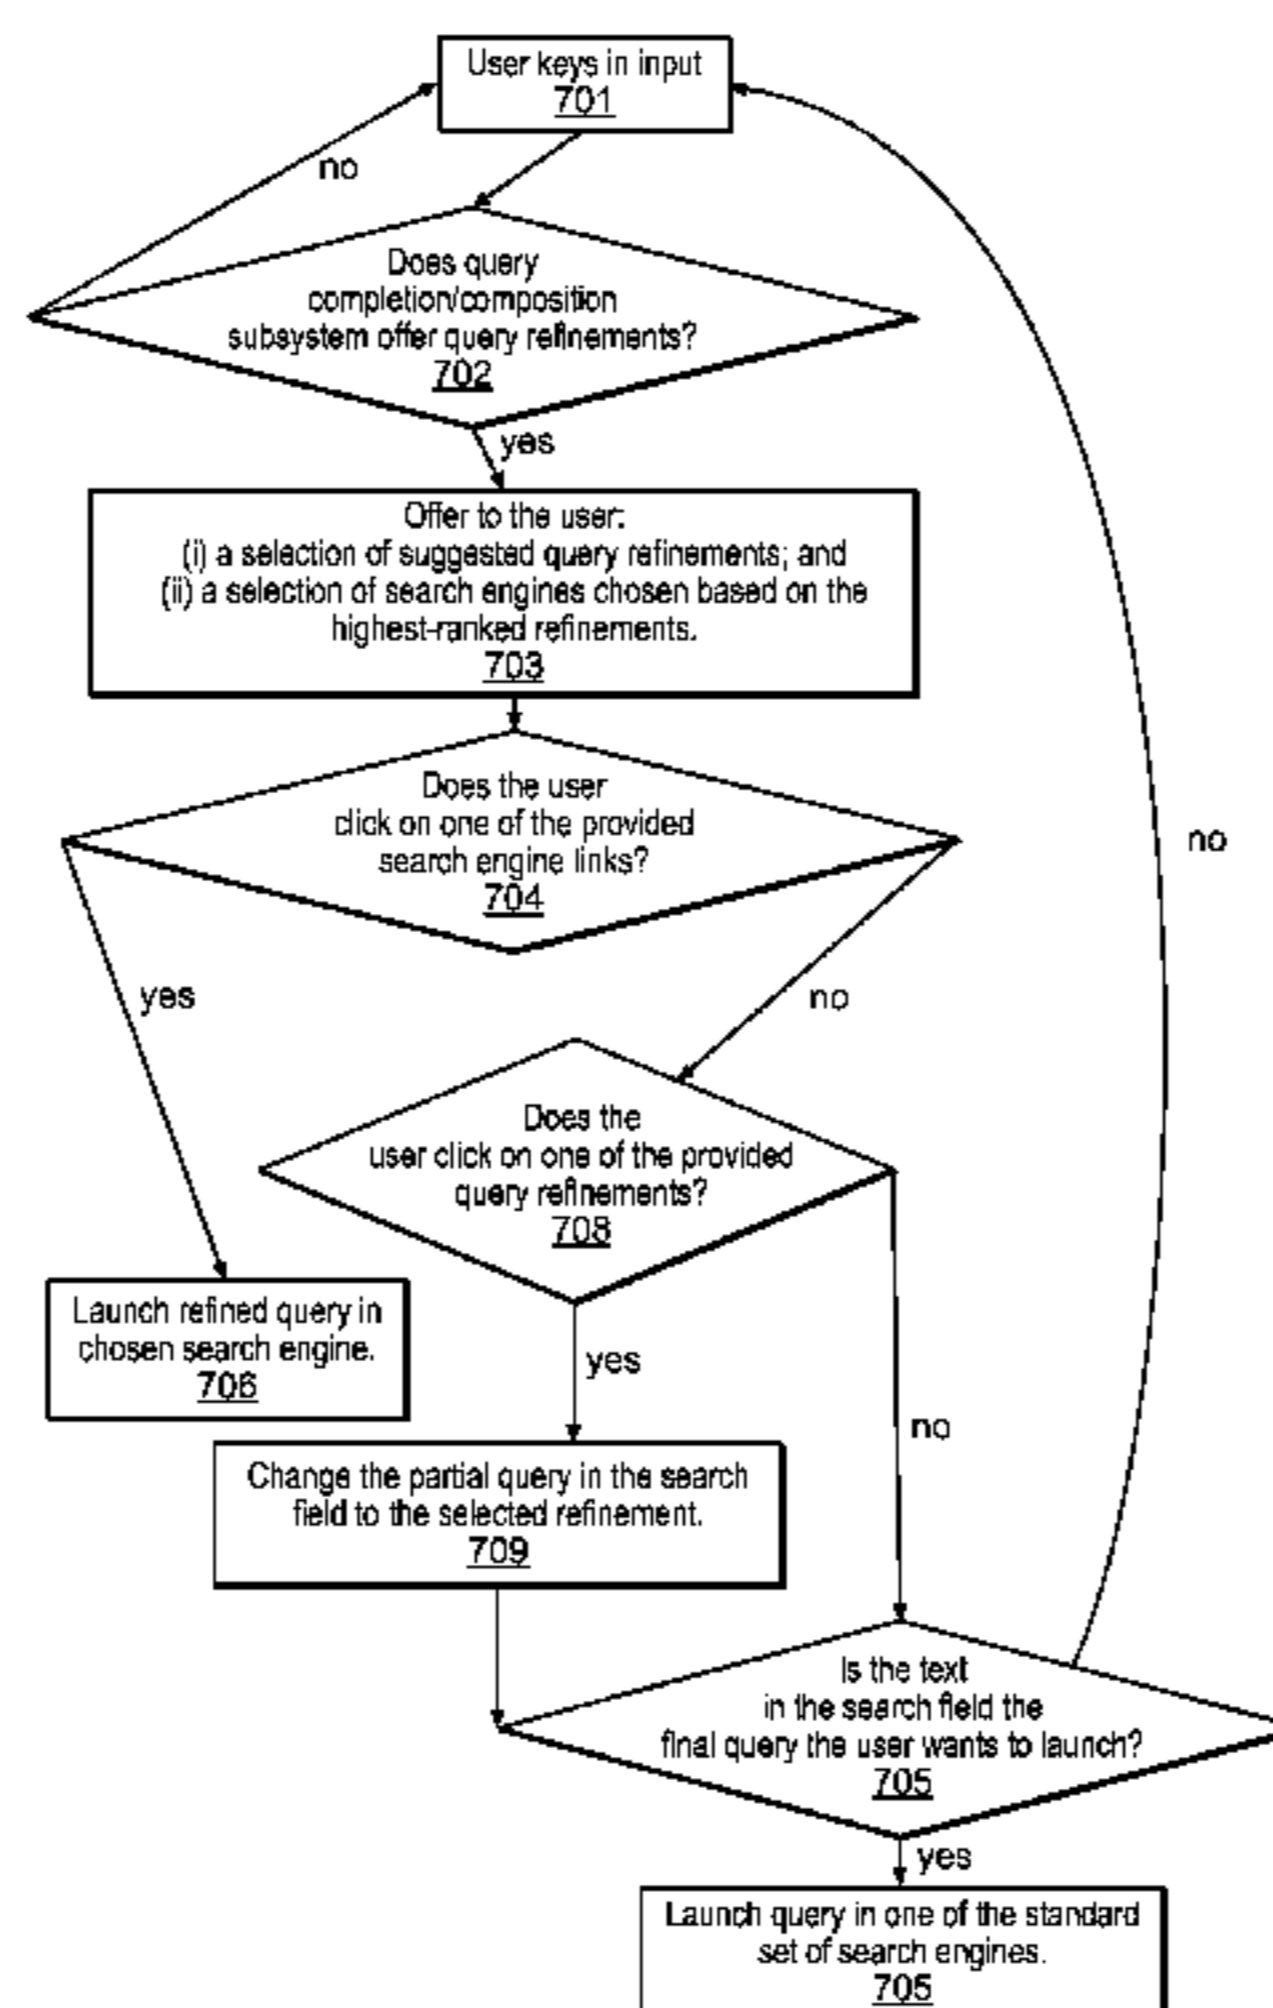 User keys in input
701
no
Does query
completion/composition
subsystem offer query refinements?
702
yes
Offer to the user:
(i) a selection of suggested query refinements; and
(ii) a selection of search engines chosen based on the
highest-ranked refinements.
703
Does the user
click on one of the provided
search engine links?
704
no
yes
no
Does the
user click on one of the provided
query refinements?
708
Launch refined query in
chosen search engine.
706
yes
no
Change the partial query in the search
field to the selected refinement.
709
Is the text
in the search field the
final query the user wants to launch?
705
yes
Launch query in one of the standard
set of search engines.
705